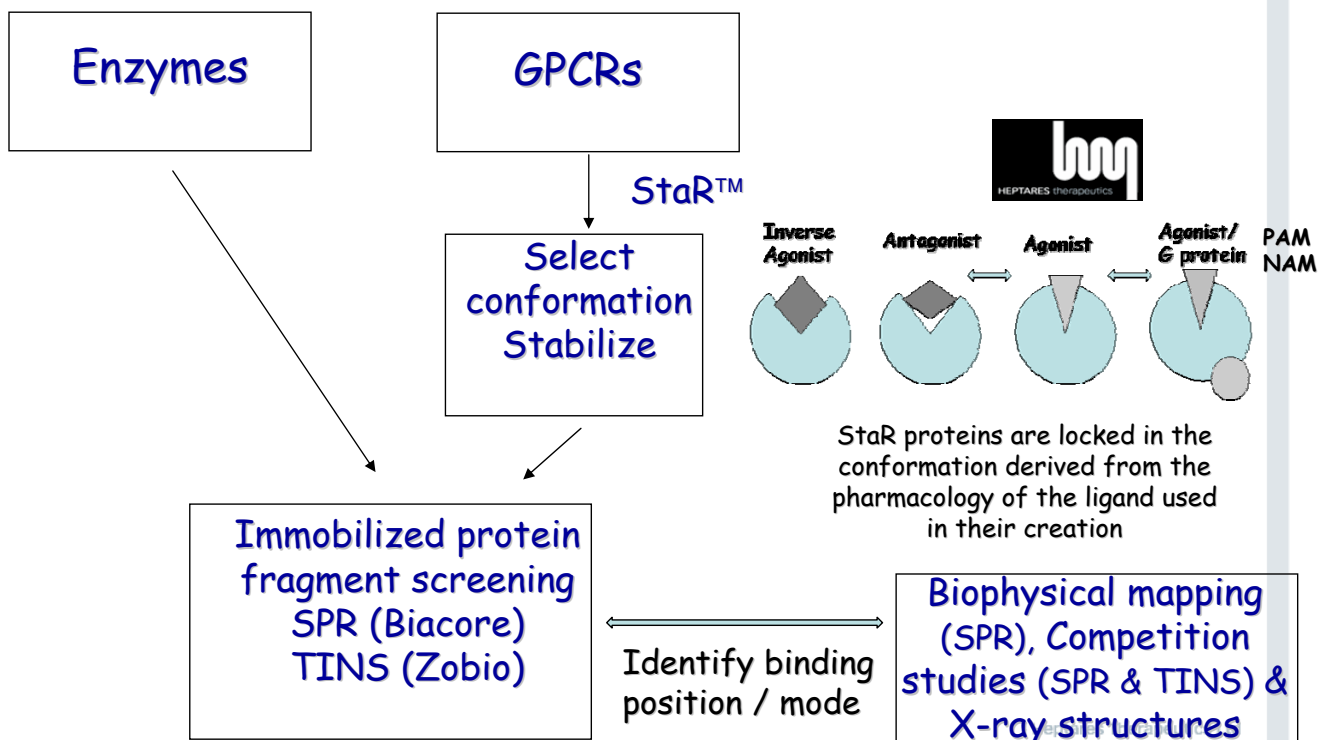 Enzymes
GPCRs
StaR™
HEPTARES therapeutics
Select
conformation
Stabilize
Inverse
Agonist
Antagonist
Agonist
Agonist/
G protein
PAM
NAM
StaR proteins are locked in the
conformation derived from the
pharmacology of the ligand used
in their creation
Immobilized protein
fragment screening
SPR (Biacore)
TINS (Zobio)
Identify binding
position / mode
Biophysical mapping
(SPR), Competition
studies (SPR & TINS) &
X-ray structures